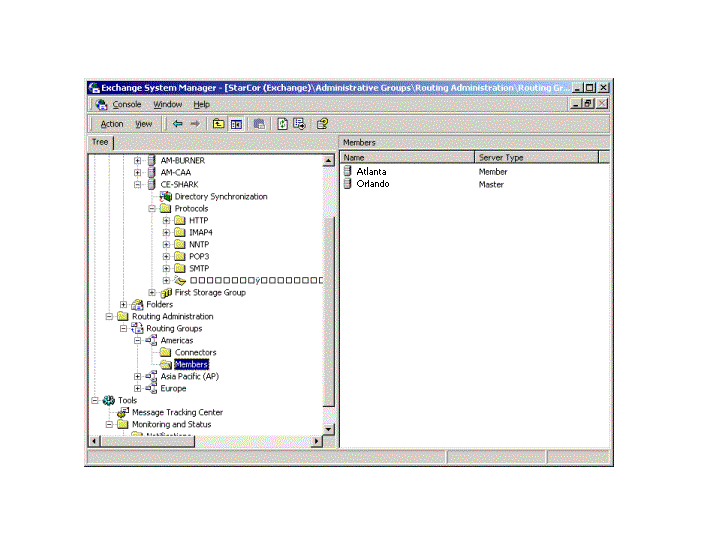 Exchange System Manager - [StarCor (Exchange)\Administrative Groups\Routing Administration\Routing Gr...
Console Window Help
Action View
Tree
Members
Name Server Type
Atlanta Member
Orlando Master
AM-BURNER
AM-CAA
CE-SHARK
Directory Synchronization
Protocols
HTTP
IMAP4
NNTP
POP3
SMTP
First Storage Group
Folders
Routing Administration
Routing Groups
Americas
Connectors
Members
Asia Pacific (AP)
Europe
Tools
Message Tracking Center
Monitoring and Status
Notifications